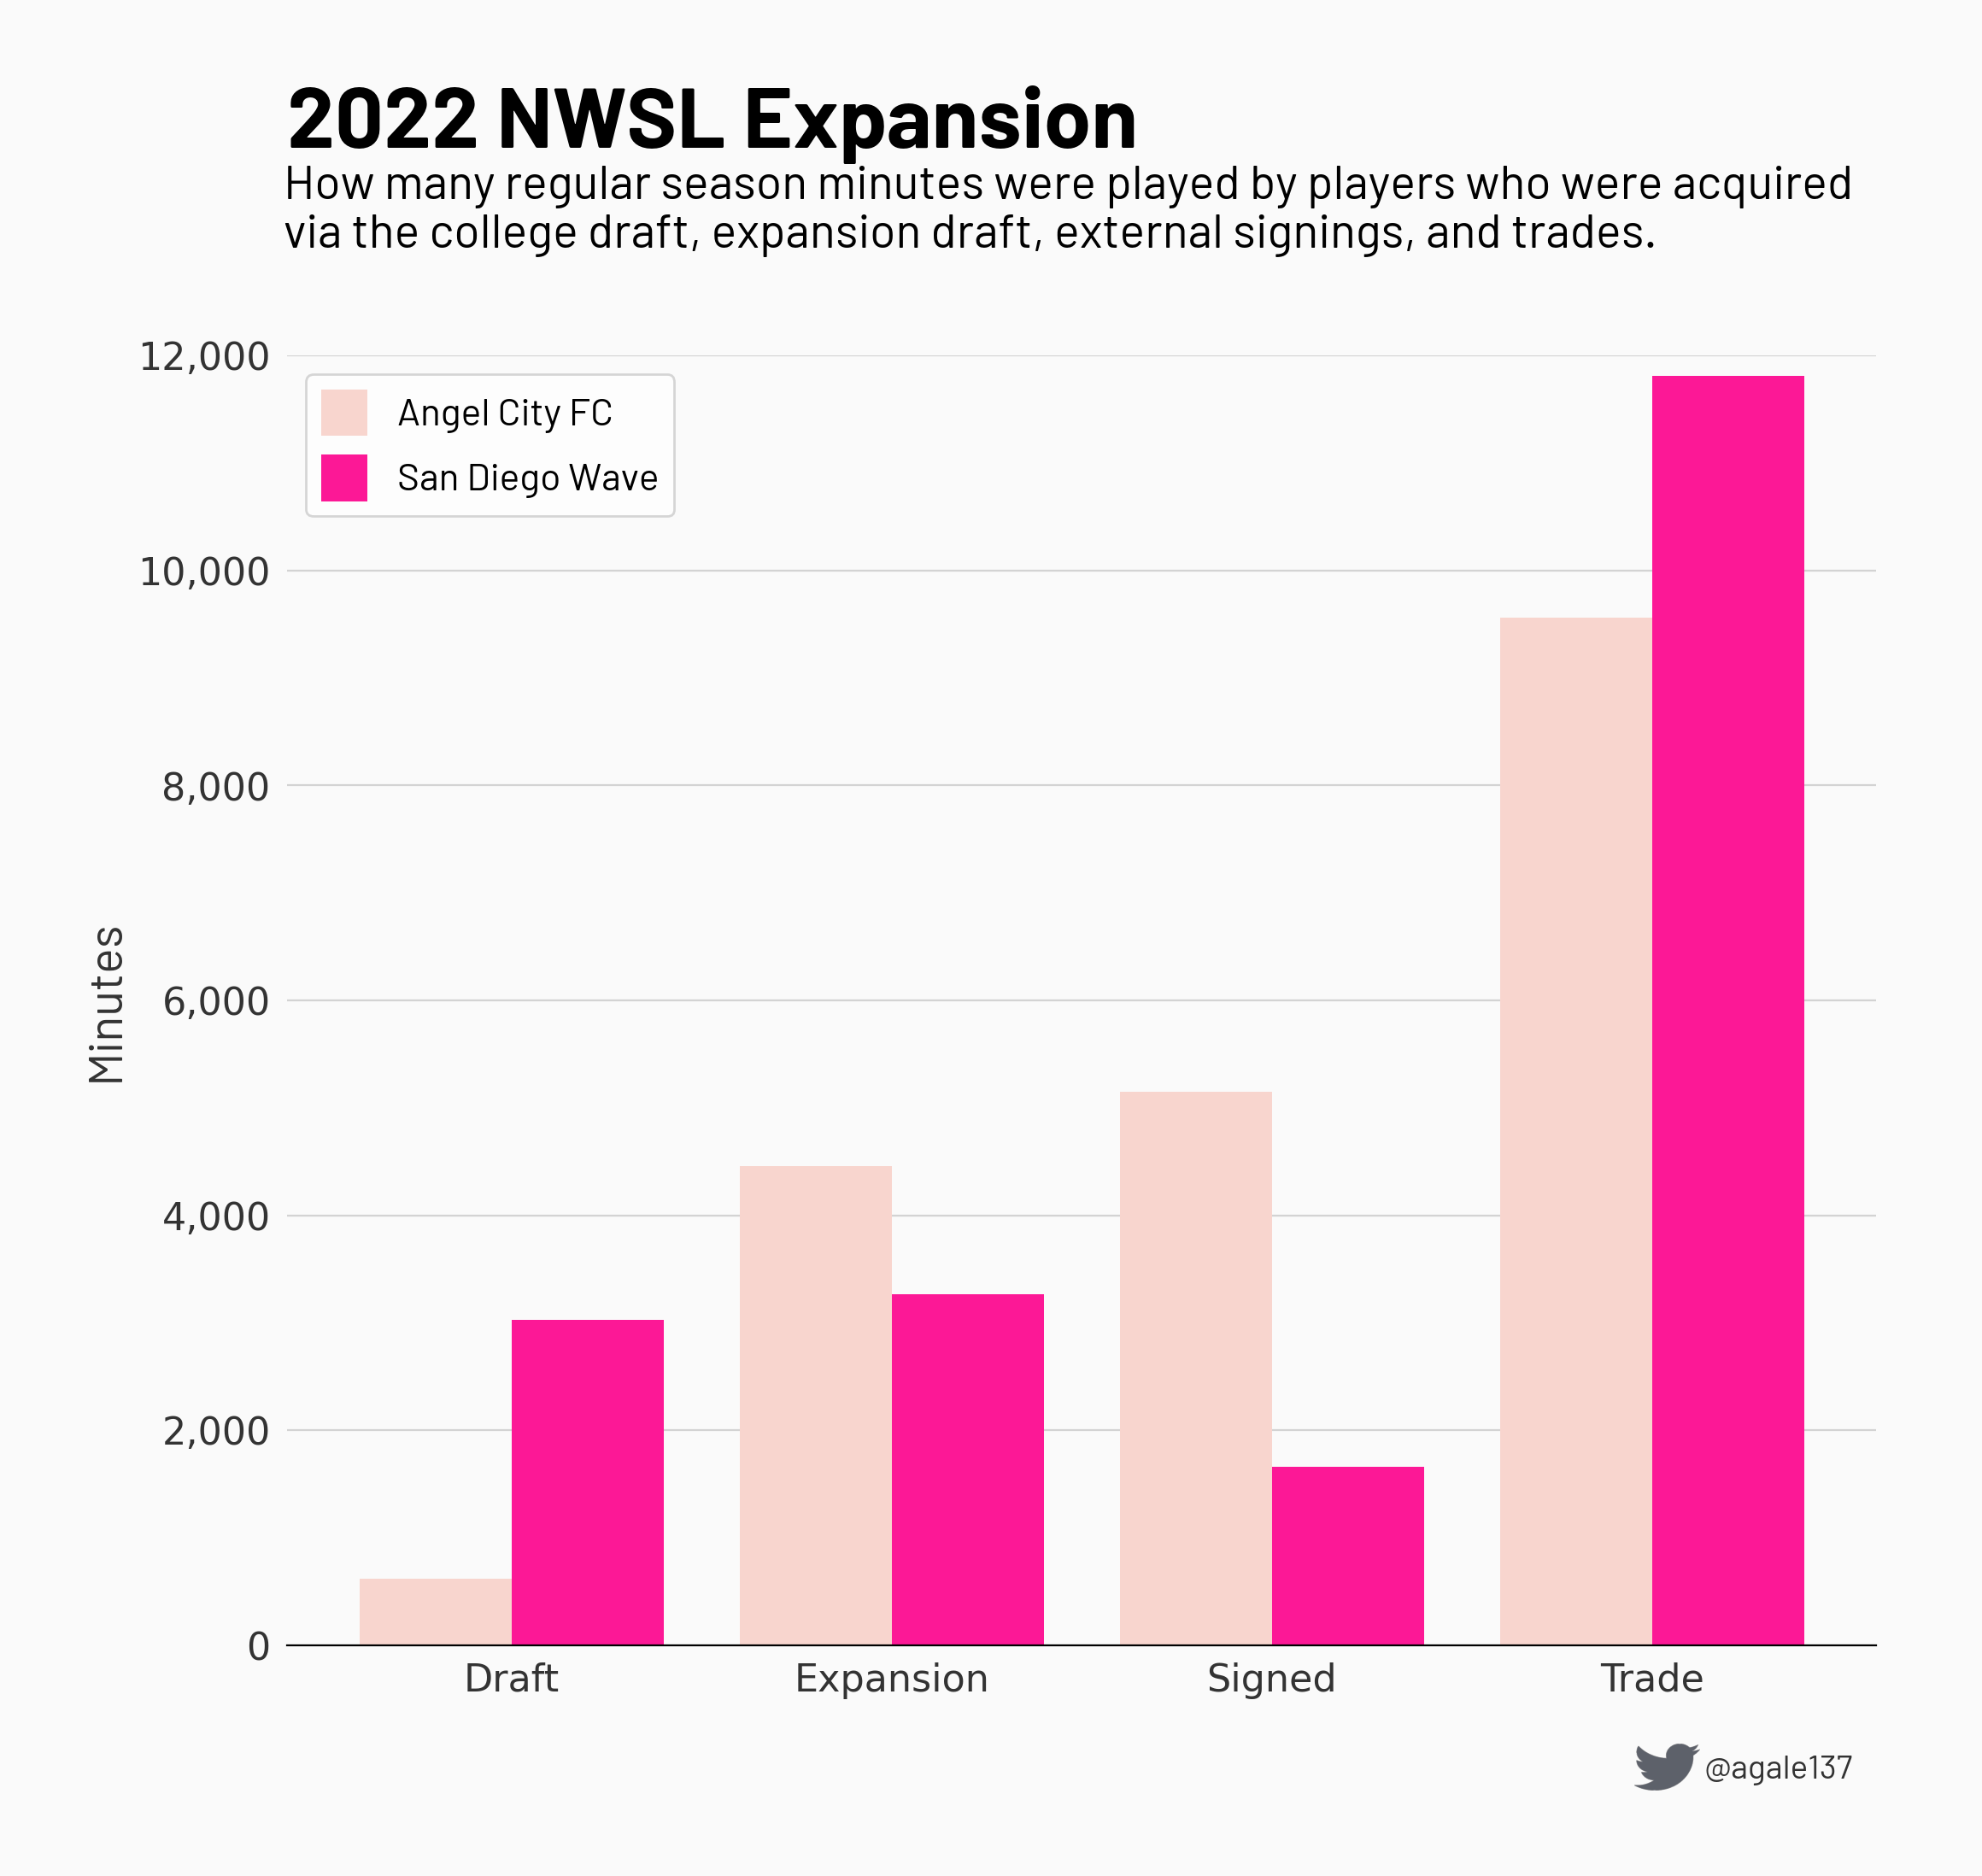 2022 NWSL Expansion
How many regular season minutes were played by players who were acquired
via the college draft, expansion draft, external signings, and trades.
12,000
Angel City FC
San Diego Wave
10,000
8,000
6,000
Minutes
4,000
2,000
0
Draft Expansion Signed Trade
@agale137